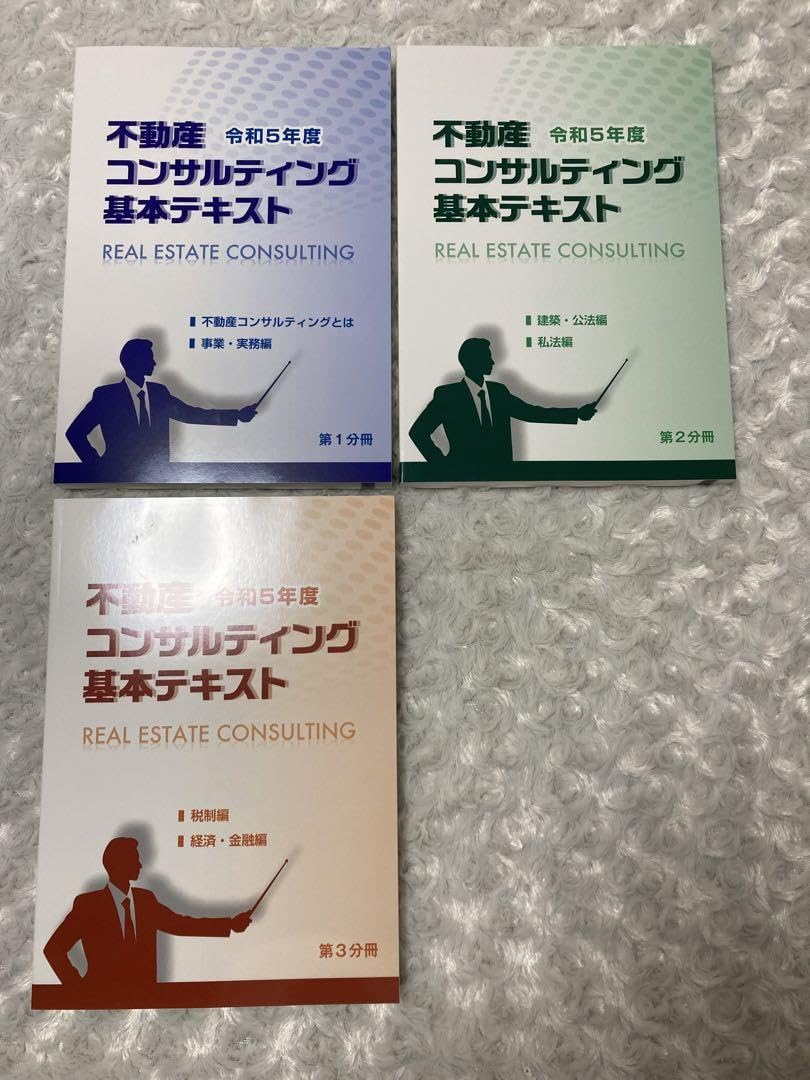 不動産 令和5年度
コンサルティング
基本テキスト
REAL ESTATE CONSULTING
▮ 不動産コンサルティングとは
▮ 事業・実務編
第1分冊
不動産 令和5年度
コンサルティング
基本テキスト
REAL ESTATE CONSULTING
▮ 建築・公法編
▮ 私法編
第2分冊
不動産 令和5年度
コンサルティング
基本テキスト
REAL ESTATE CONSULTING
▮ 税制編
▮ 経済・金融編
第3分冊